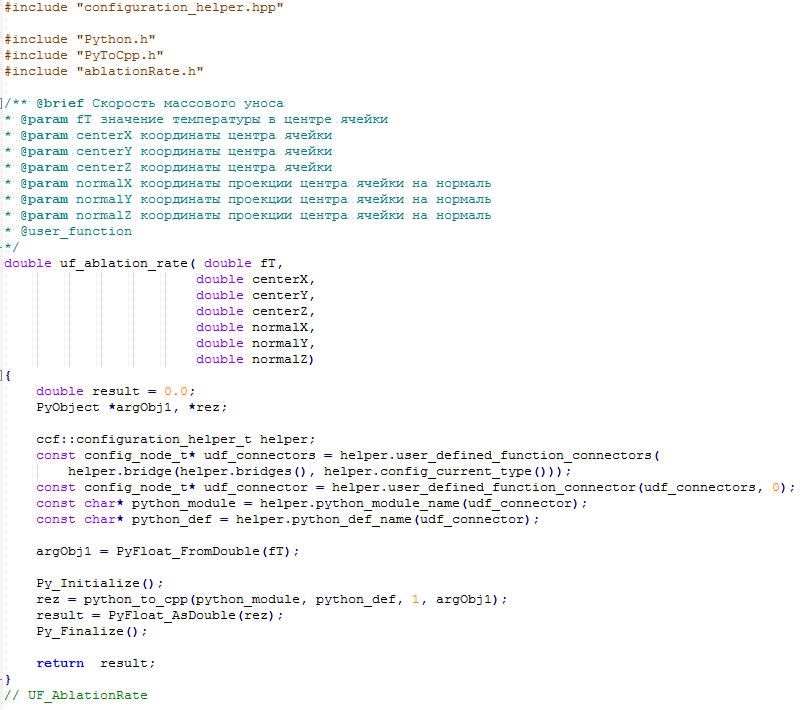 #include "configuration_helper.hpp"
#include "Python.h"
#include "PyToCpp.h"
#include "ablationRate.h"
/** @brief Скорость массового уноса
* @param fT значение температуры в центре ячейки
* @param centerX координаты центра ячейки
* @param centerY координаты центра ячейки
* @param centerZ координаты центра ячейки
* @param normalX координаты проекции центра ячейки на нормаль
* @param normalY координаты проекции центра ячейки на нормаль
* @param normalZ координаты проекции центра ячейки на нормаль
* @user_function
*/
double uf_ablation_rate( double fT,
double centerX,
double centerY,
double centerZ,
double normalX,
double normalY,
double normalZ)
{
double result = 0.0;
PyObject *argObj1, *rez;
ccf::configuration_helper_t helper;
const config_node_t* udf_connectors = helper.user_defined_function_connectors(
helper.bridge(helper.bridges(), helper.config_current_type()));
const config_node_t* udf_connector = helper.user_defined_function_connector(udf_connectors, 0);
const char* python_module = helper.python_module_name(udf_connector);
const char* python_def = helper.python_def_name(udf_connector);
argObj1 = PyFloat_FromDouble(fT);
Py_Initialize();
rez = python_to_cpp(python_module, python_def, 1, argObj1);
result = PyFloat_AsDouble(rez);
Py_Finalize();
return  result;
}
// UF_AblationRate